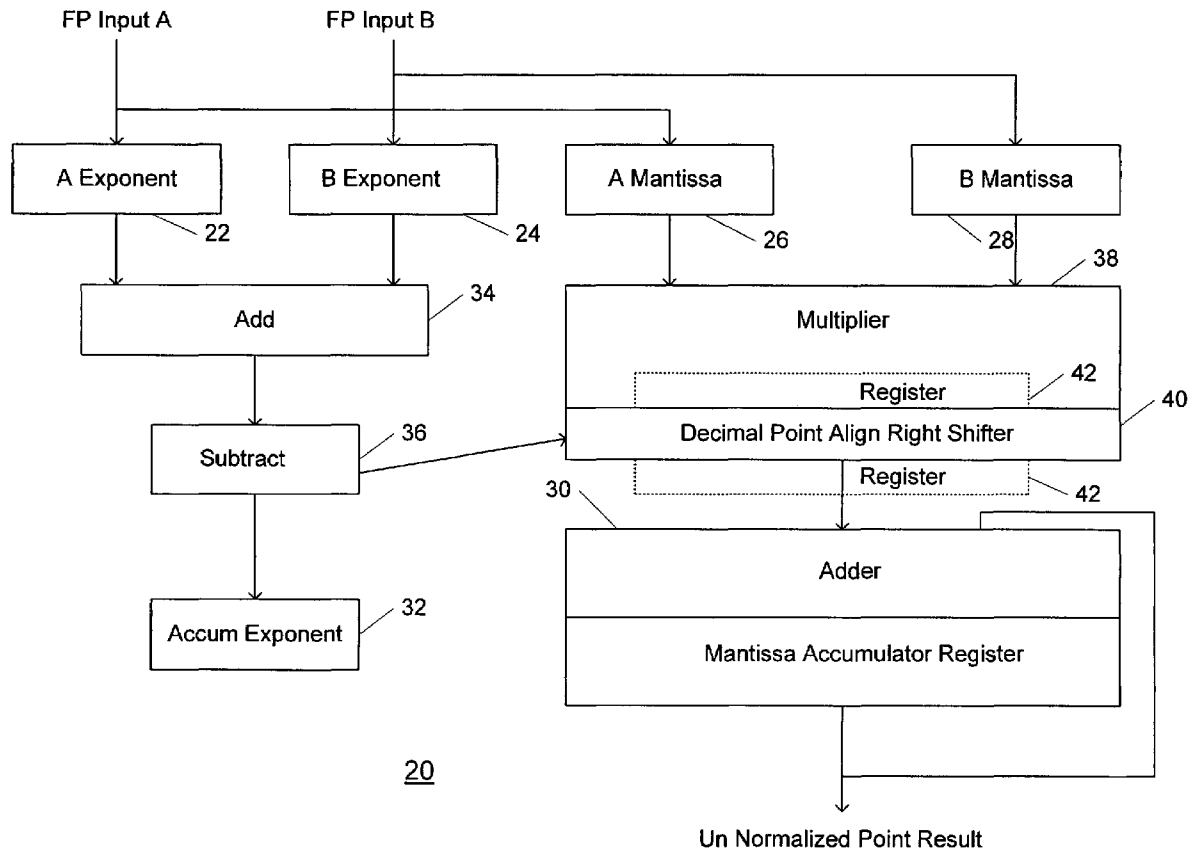 FP Input A
FP Input B
A Exponent
B Exponent
A Mantissa
B Mantissa
22
24
26
28
38
34
Add
Multiplier
42
Register
40
36
Decimal Point Align Right Shifter
Subtract
Register
30
42
Adder
32
Accum Exponent
Mantissa Accumulator Register
20
Un Normalized Point Result